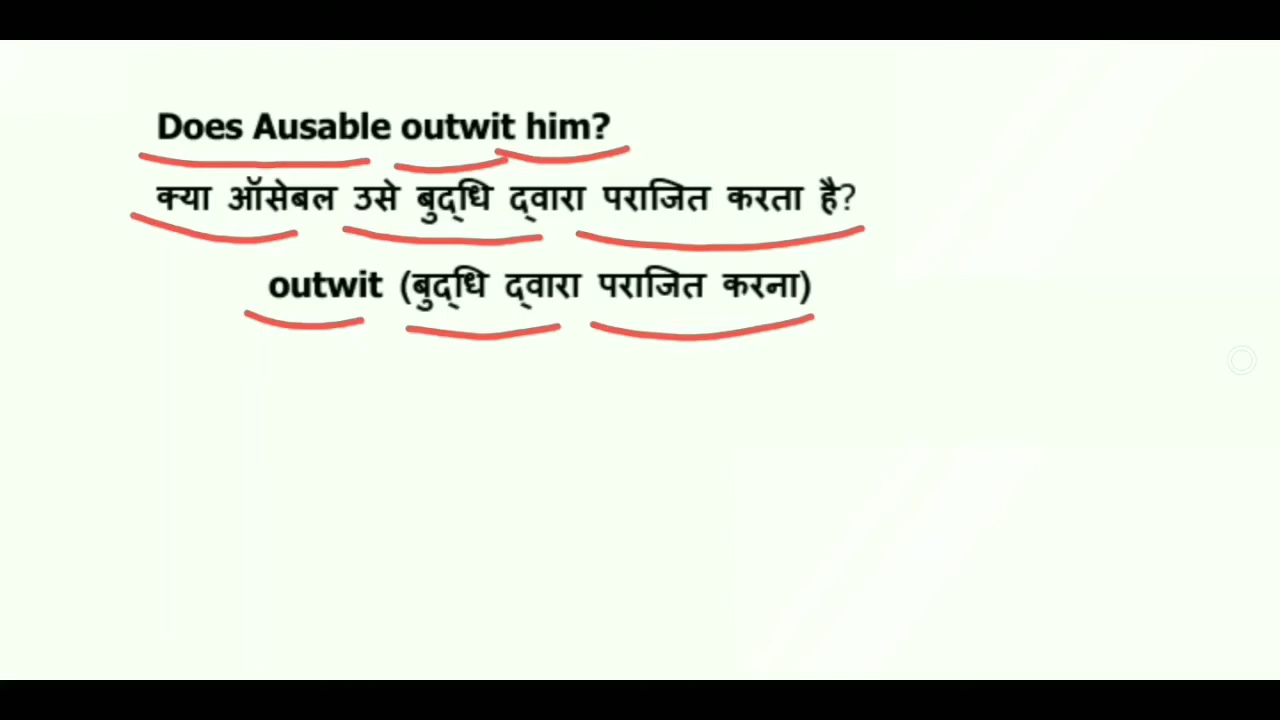 Does Ausable outwit him?
क्या ऑसेबल उसे बुद्धि द्वारा पराजित करता है?
outwit (बुद्धि द्वारा पराजित करना)